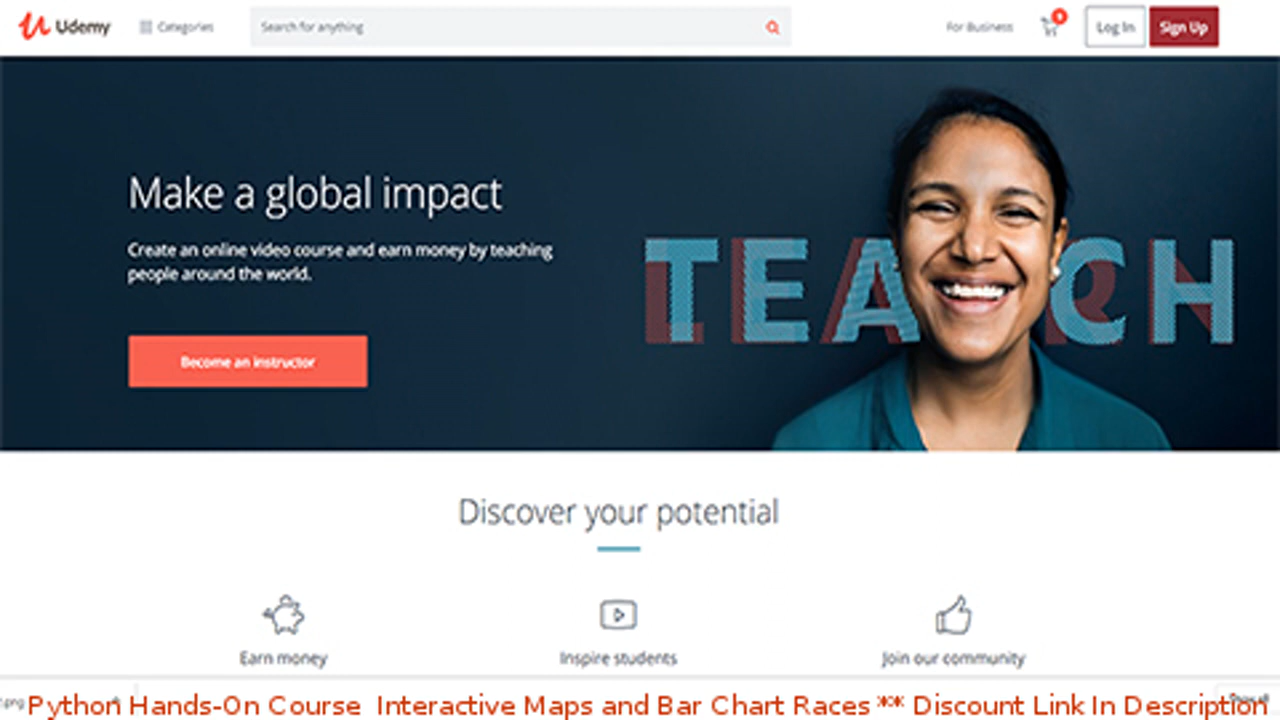 Udemy
Categories
Search for anything
For Business
Log In
Sign Up
Make a global impact
Create an online video course and earn money by teaching
people around the world.
TEACH
Become an instructor
Discover your potential
Earn money
Inspire students
Join our community
Python Hands-On Course Interactive Maps and Bar Chart Races ** Discount Link In Description